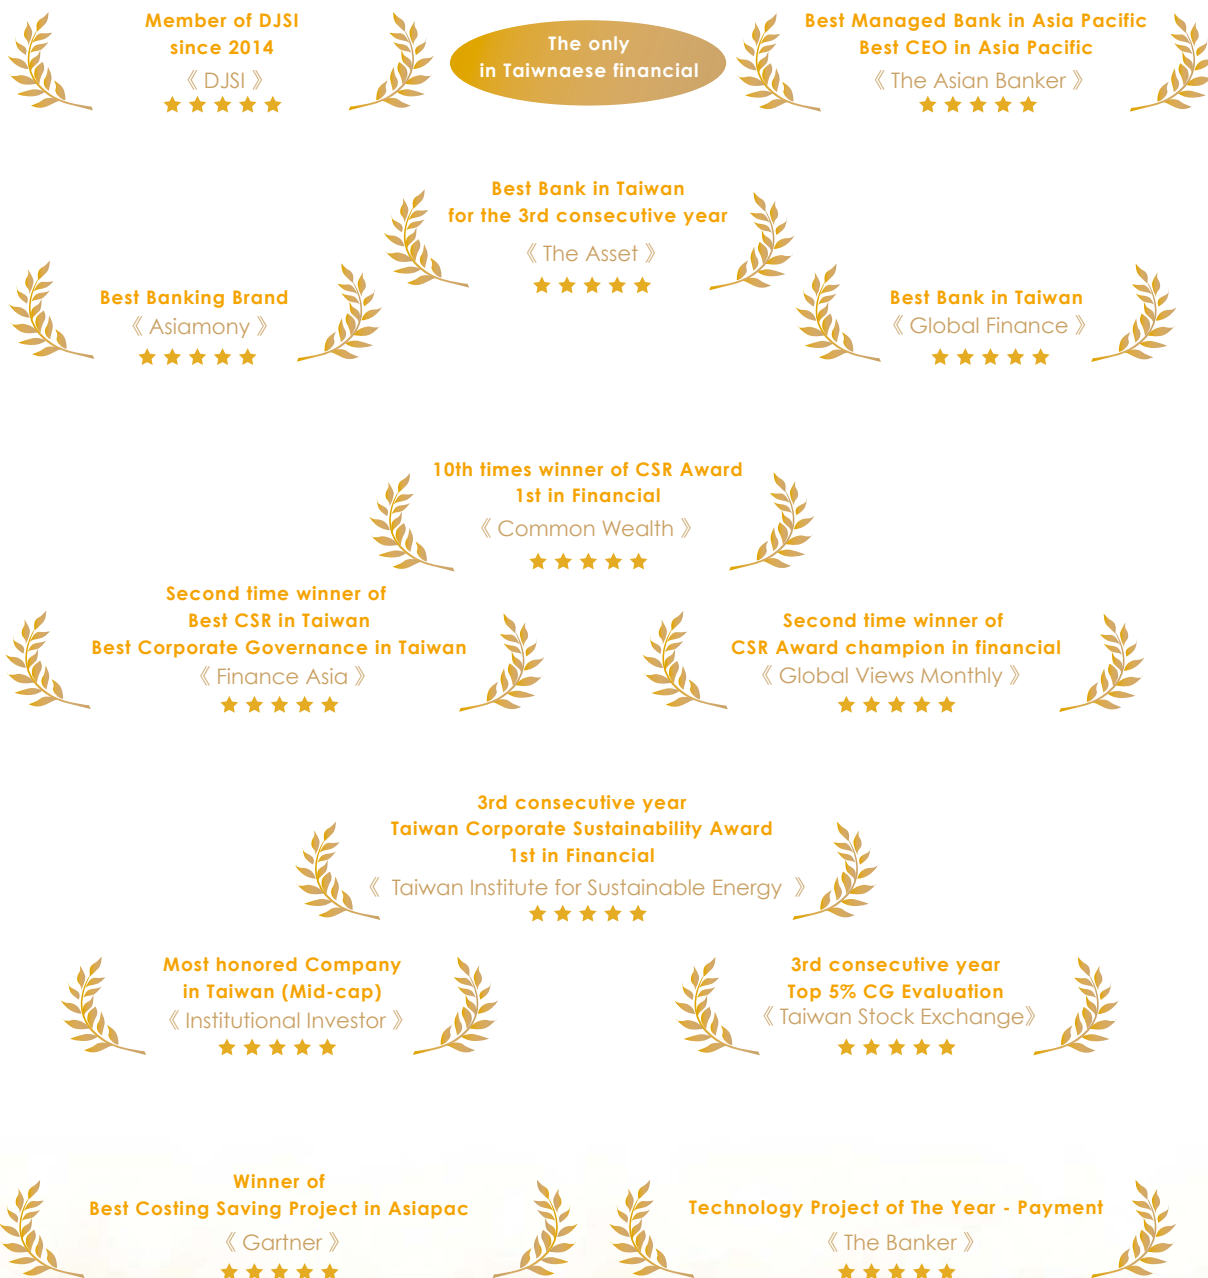 Member of DJSI
since 2014
《 DJSI 》
The only
in Taiwnaese financial
Best Managed Bank in Asia Pacific
Best CEO in Asia Pacific
《 The Asian Banker 》
Best Bank in Taiwan
for the 3rd consecutive year
《 The Asset 》
Best Banking Brand
《 Asiamony 》
Best Bank in Taiwan
《 Global Finance 》
10th times winner of CSR Award
1st in Financial
《 Common Wealth 》
Second time winner of
Best CSR in Taiwan
Best Corporate Governance in Taiwan
《 Finance Asia 》
Second time winner of
CSR Award champion in financial
《 Global Views Monthly 》
3rd consecutive year
Taiwan Corporate Sustainability Award
1st in Financial
《 Taiwan Institute for Sustainable Energy 》
Most honored Company
in Taiwan (Mid-cap)
《 Institutional Investor 》
3rd consecutive year
Top 5% CG Evaluation
《 Taiwan Stock Exchange》
Winner of
Best Costing Saving Project in Asiapac
《 Gartner 》
Technology Project of The Year - Payment
《 The Banker 》